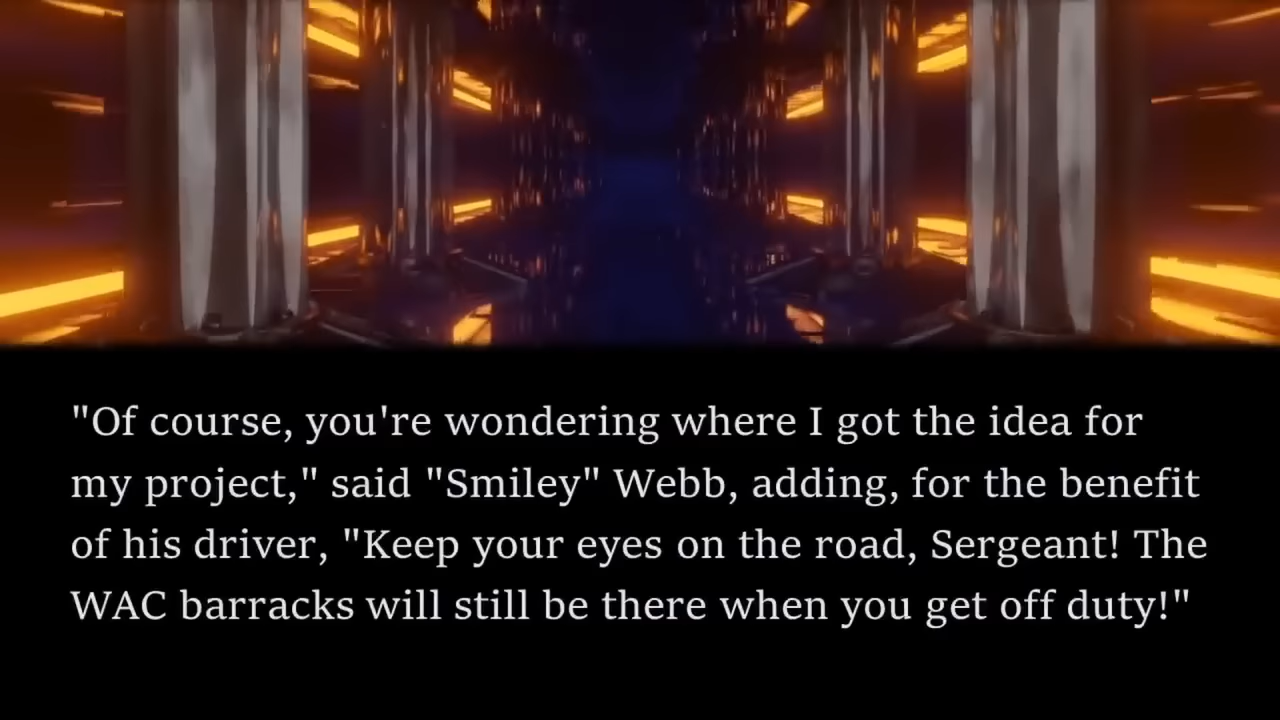 "Of course, you're wondering where I got the idea for
my project," said "Smiley" Webb, adding, for the benefit
of his driver, "Keep your eyes on the road, Sergeant! The
WAC barracks will still be there when you get off duty!"